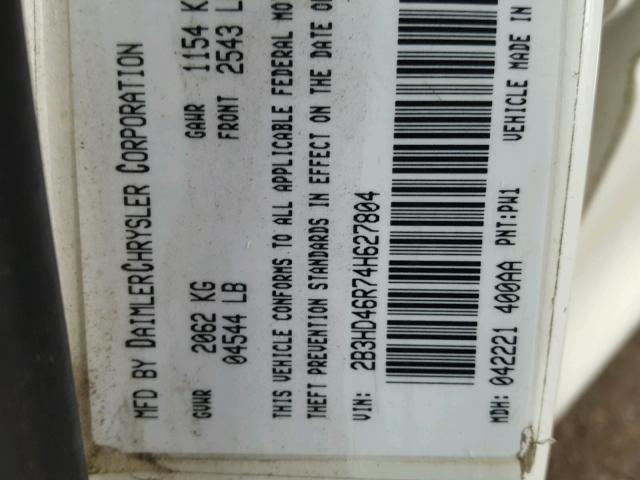 MFD BY DAIMLERCHRYSLER CORPORATION
GVWR 2062 KG GAWR 1154 K
04544 LB FRONT 2543 L
THIS VEHICLE CONFORMS TO ALL APPLICABLE FEDERAL MO
THEFT PREVENTION STANDARDS IN EFFECT ON THE DATE O
VIN: 2B3HD46R74H627804
MDH: 042221 400AA PNT:PW1 VEHICLE MADE IN